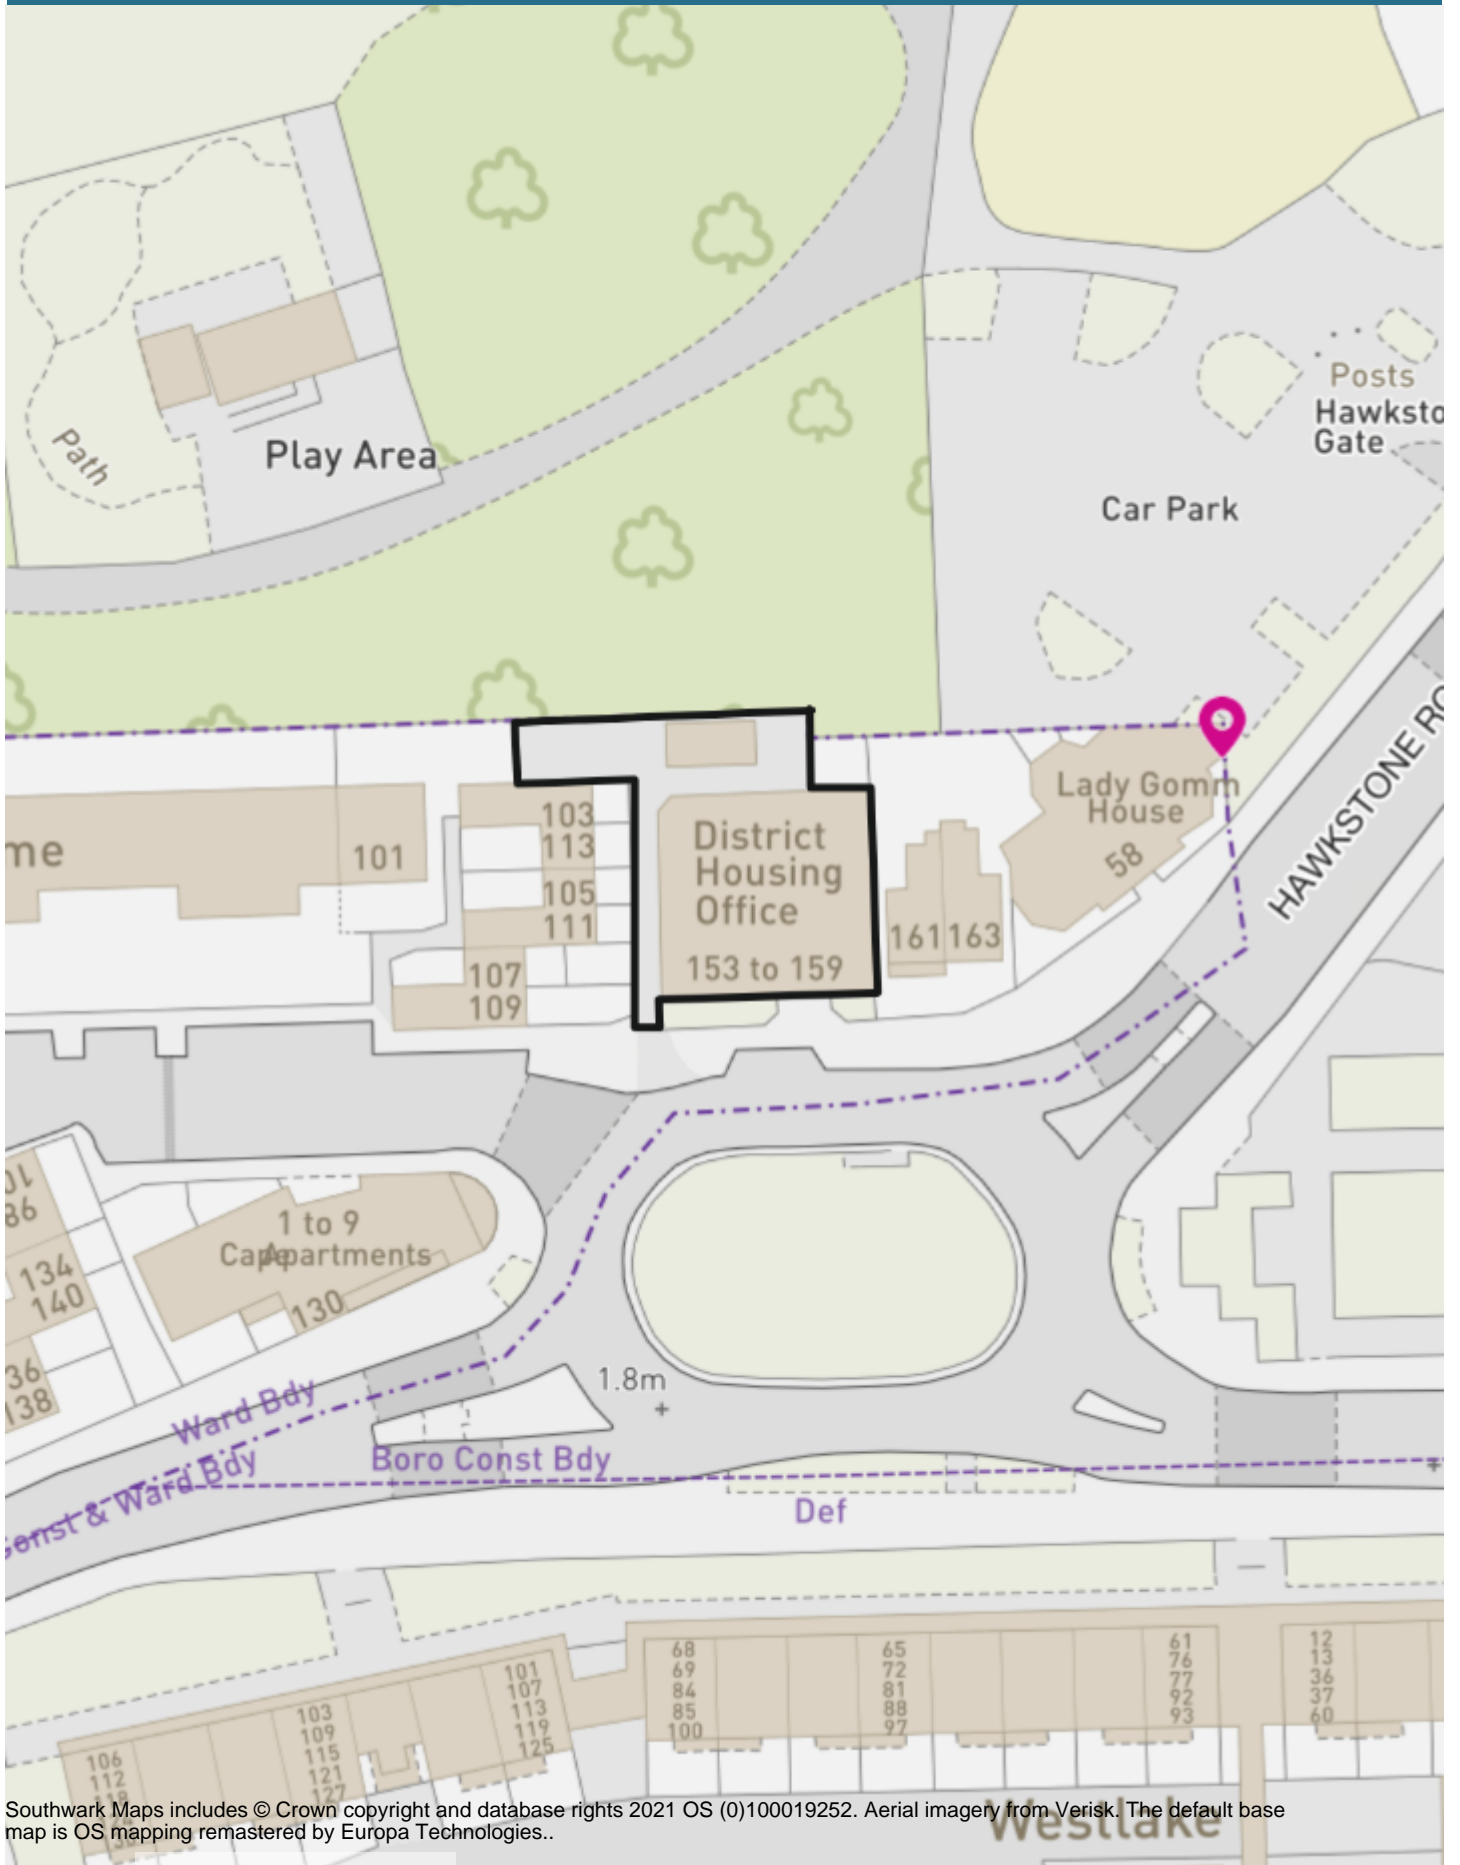 Posts
Hawksto
Gate
Path
Play Area
Car Park
HAWKSTONE RO
Lady Gomm
House
58
me
101
103
113
105
111
107
109
District
Housing
Office
153 to 159
161 163
1 to 9
Cape Apartments
130
86
134
140
36
138
1.8m
Ward Bdy
Const & Ward Bdy
Boro Const Bdy
Def
68
69
84
85
100
65
72
81
88
97
61
76
77
92
93
12
13
36
37
60
101
107
113
119
125
103
109
115
121
127
106
112
118
Westlake
Southwark Maps includes © Crown copyright and database rights 2021 OS (0)100019252. Aerial imagery from Verisk. The default base
map is OS mapping remastered by Europa Technologies..